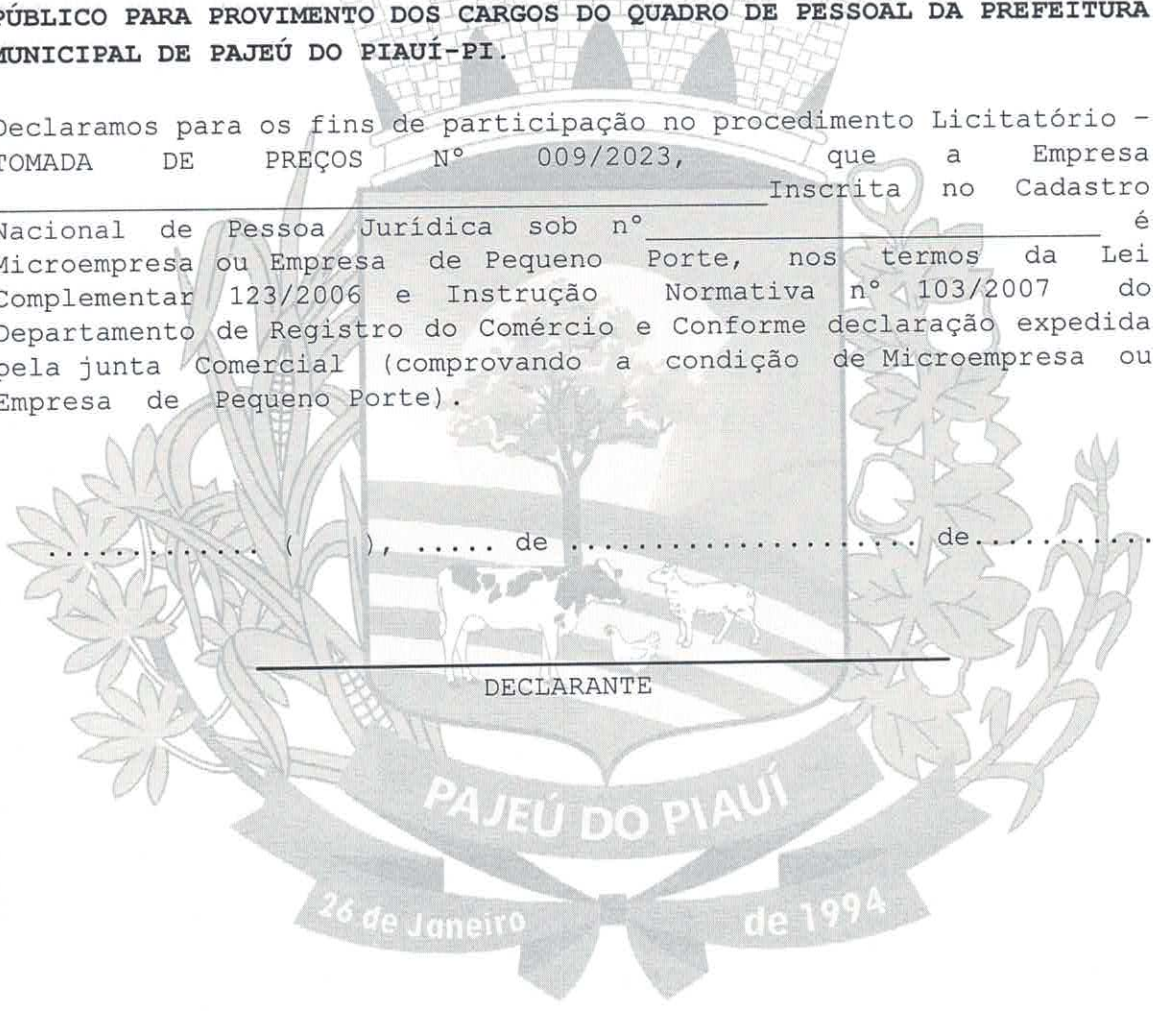 PÚBLICO PARA PROVIMENTO DOS CARGOS DO QUADRO DE PESSOAL DA PREFEITURA
MUNICIPAL DE PAJEÚ DO PIAUÍ-PI.
Declaramos para os fins de participação no procedimento Licitatório –
TOMADA DE PREÇOS Nº 009/2023, que a Empresa
____________________Inscrita no Cadastro
Nacional de Pessoa Jurídica sob nº____________________ é
Microempresa ou Empresa de Pequeno Porte, nos termos da Lei
Complementar 123/2006 e Instrução Normativa nº 103/2007 do
Departamento de Registro do Comércio e Conforme declaração expedida
pela junta Comercial (comprovando a condição de Microempresa ou
Empresa de Pequeno Porte).
............. ( ), ..... de ...................... de...........
DECLARANTE
PAJEÚ DO PIAUÍ
26 de Janeiro de 1994